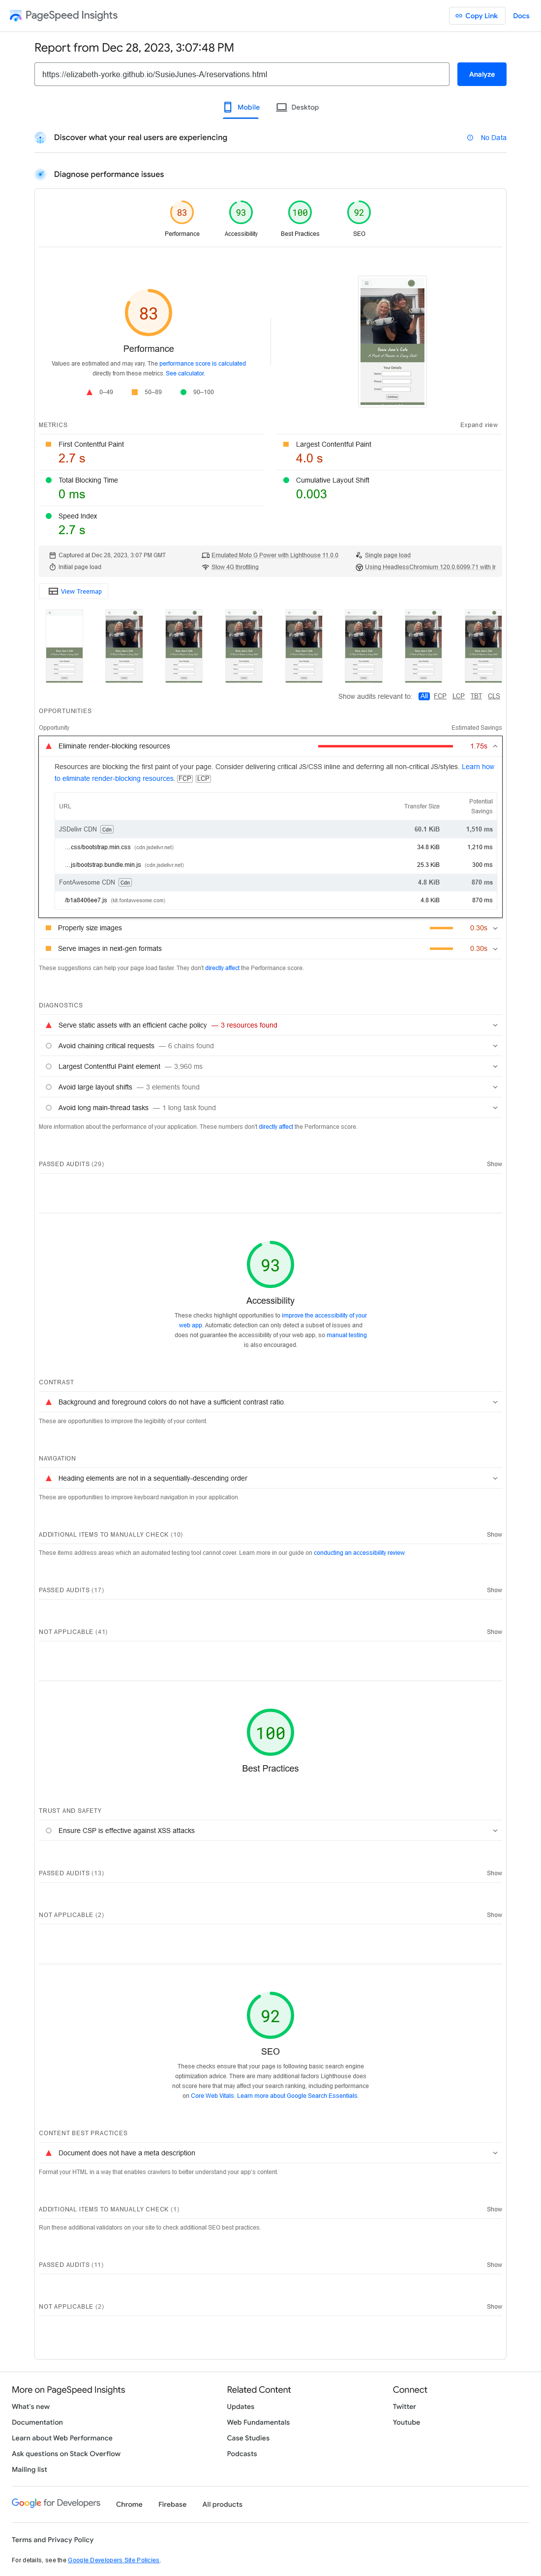 PageSpeed Insights
Copy Link
Docs
Report from Dec 28, 2023, 3:07:48 PM
https://elizabeth-yorke.github.io/SusieJunes-A/reservations.html
Analyze
Mobile
Desktop
Discover what your real users are experiencing
No Data
Diagnose performance issues
83
93
100
92
Performance
Accessibility
Best Practices
SEO
83
Performance
Values are estimated and may vary. The performance score is calculated
directly from these metrics. See calculator.
0–49
50–89
90–100
Susie June's Cafe
Your Details
METRICS
Expand view
First Contentful Paint
2.7 s
Largest Contentful Paint
4.0 s
Total Blocking Time
0 ms
Cumulative Layout Shift
0.003
Speed Index
2.7 s
Captured at Dec 28, 2023, 3:07 PM GMT
Emulated Moto G Power with Lighthouse 11.0.0
Single page load
Initial page load
Slow 4G throttling
Using HeadlessChromium 120.0.6099.71 with lr
View Treemap
Show audits relevant to: All FCP LCP TBT CLS
OPPORTUNITIES
Opportunity
Estimated Savings
Eliminate render-blocking resources
1.75s
Resources are blocking the first paint of your page. Consider delivering critical JS/CSS inline and deferring all non-critical JS/styles. Learn how
to eliminate render-blocking resources. FCP LCP
URL
Transfer Size
Potential
Savings
JSDelivr CDN Cdn
60.1 KiB
1,510 ms
…css/bootstrap.min.css (cdn.jsdelivr.net)
34.8 KiB
1,210 ms
…js/bootstrap.bundle.min.js (cdn.jsdelivr.net)
25.3 KiB
300 ms
FontAwesome CDN Cdn
4.8 KiB
870 ms
/b1a8406ee7.js (kit.fontawesome.com)
4.8 KiB
870 ms
Properly size images
0.30s
Serve images in next-gen formats
0.30s
These suggestions can help your page load faster. They don't directly affect the Performance score.
DIAGNOSTICS
Serve static assets with an efficient cache policy — 3 resources found
Avoid chaining critical requests — 6 chains found
Largest Contentful Paint element — 3,960 ms
Avoid large layout shifts — 3 elements found
Avoid long main-thread tasks — 1 long task found
More information about the performance of your application. These numbers don't directly affect the Performance score.
PASSED AUDITS (29)
Show
93
Accessibility
These checks highlight opportunities to improve the accessibility of your
web app. Automatic detection can only detect a subset of issues and
does not guarantee the accessibility of your web app, so manual testing
is also encouraged.
CONTRAST
Background and foreground colors do not have a sufficient contrast ratio.
These are opportunities to improve the legibility of your content.
NAVIGATION
Heading elements are not in a sequentially-descending order
These are opportunities to improve keyboard navigation in your application.
ADDITIONAL ITEMS TO MANUALLY CHECK (10)
Show
These items address areas which an automated testing tool cannot cover. Learn more in our guide on conducting an accessibility review.
PASSED AUDITS (17)
Show
NOT APPLICABLE (41)
Show
100
Best Practices
TRUST AND SAFETY
Ensure CSP is effective against XSS attacks
PASSED AUDITS (13)
Show
NOT APPLICABLE (2)
Show
92
SEO
These checks ensure that your page is following basic search engine
optimization advice. There are many additional factors Lighthouse does
not score here that may affect your search ranking, including performance
on Core Web Vitals. Learn more about Google Search Essentials.
CONTENT BEST PRACTICES
Document does not have a meta description
Format your HTML in a way that enables crawlers to better understand your app's content.
ADDITIONAL ITEMS TO MANUALLY CHECK (1)
Show
Run these additional validators on your site to check additional SEO best practices.
PASSED AUDITS (11)
Show
NOT APPLICABLE (2)
Show
More on PageSpeed Insights
What's new
Documentation
Learn about Web Performance
Ask questions on Stack Overflow
Mailing list
Related Content
Updates
Web Fundamentals
Case Studies
Podcasts
Connect
Twitter
Youtube
Google for Developers
Chrome
Firebase
All products
Terms and Privacy Policy
For details, see the Google Developers Site Policies.